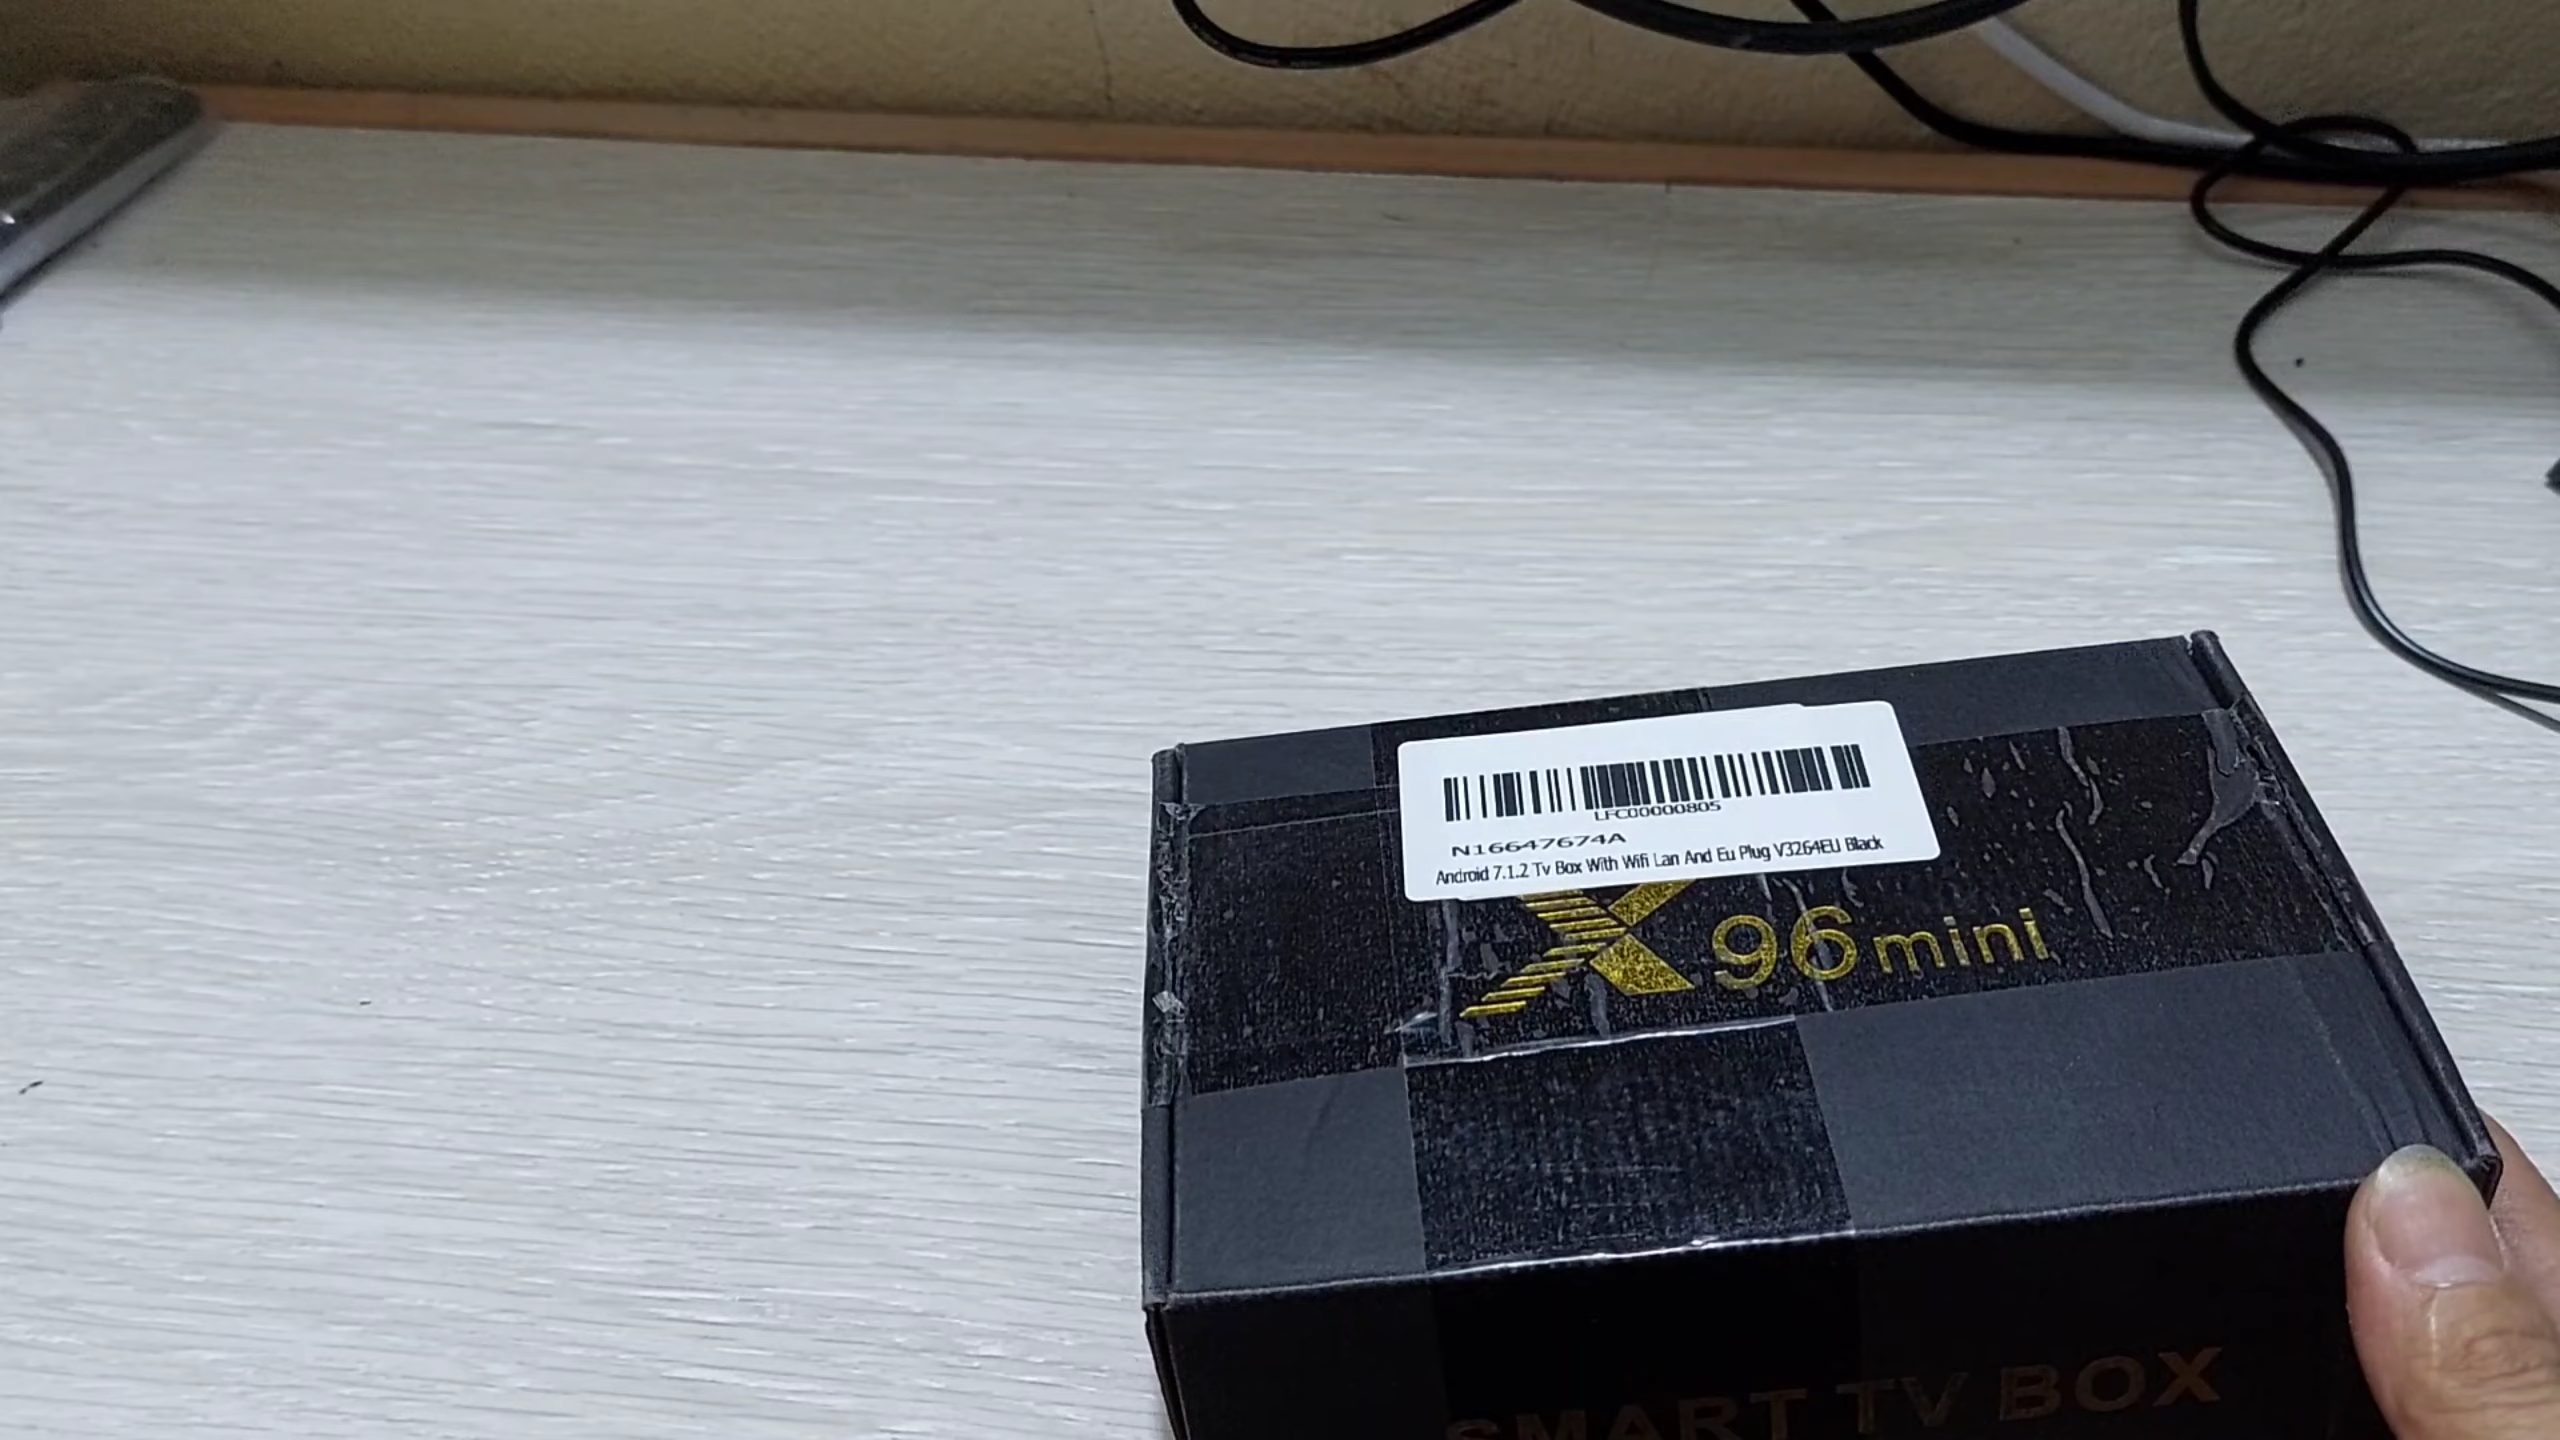 LFC00000805
N16647674A
Android 7.1.2 Tv Box With Wifi Lan And Eu Plug V3264EU Black
X96mini
SMART TV BOX